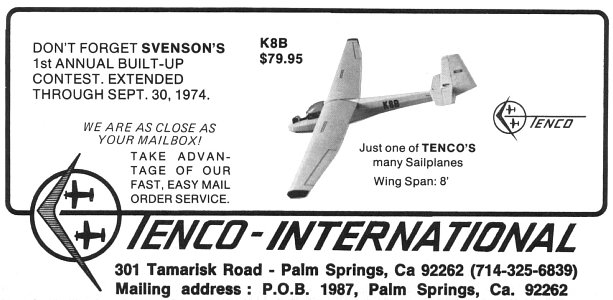 DON'T FORGET SVENSON'S
1st ANNUAL BUILT-UP
CONTEST. EXTENDED
THROUGH SEPT. 30, 1974.
WE ARE AS CLOSE AS
YOUR MAILBOX!
TAKE ADVAN-
TAGE OF OUR
FAST, EASY MAIL
ORDER SERVICE.
K8B
$79.95
K8B
Just one of TENCO'S
many Sailplanes
Wing Span: 8'
TENCO
TENCO-INTERNATIONAL
301 Tamarisk Road - Palm Springs, Ca 92262 (714-325-6839)
Mailing address : P.O.B. 1987, Palm Springs, Ca. 92262